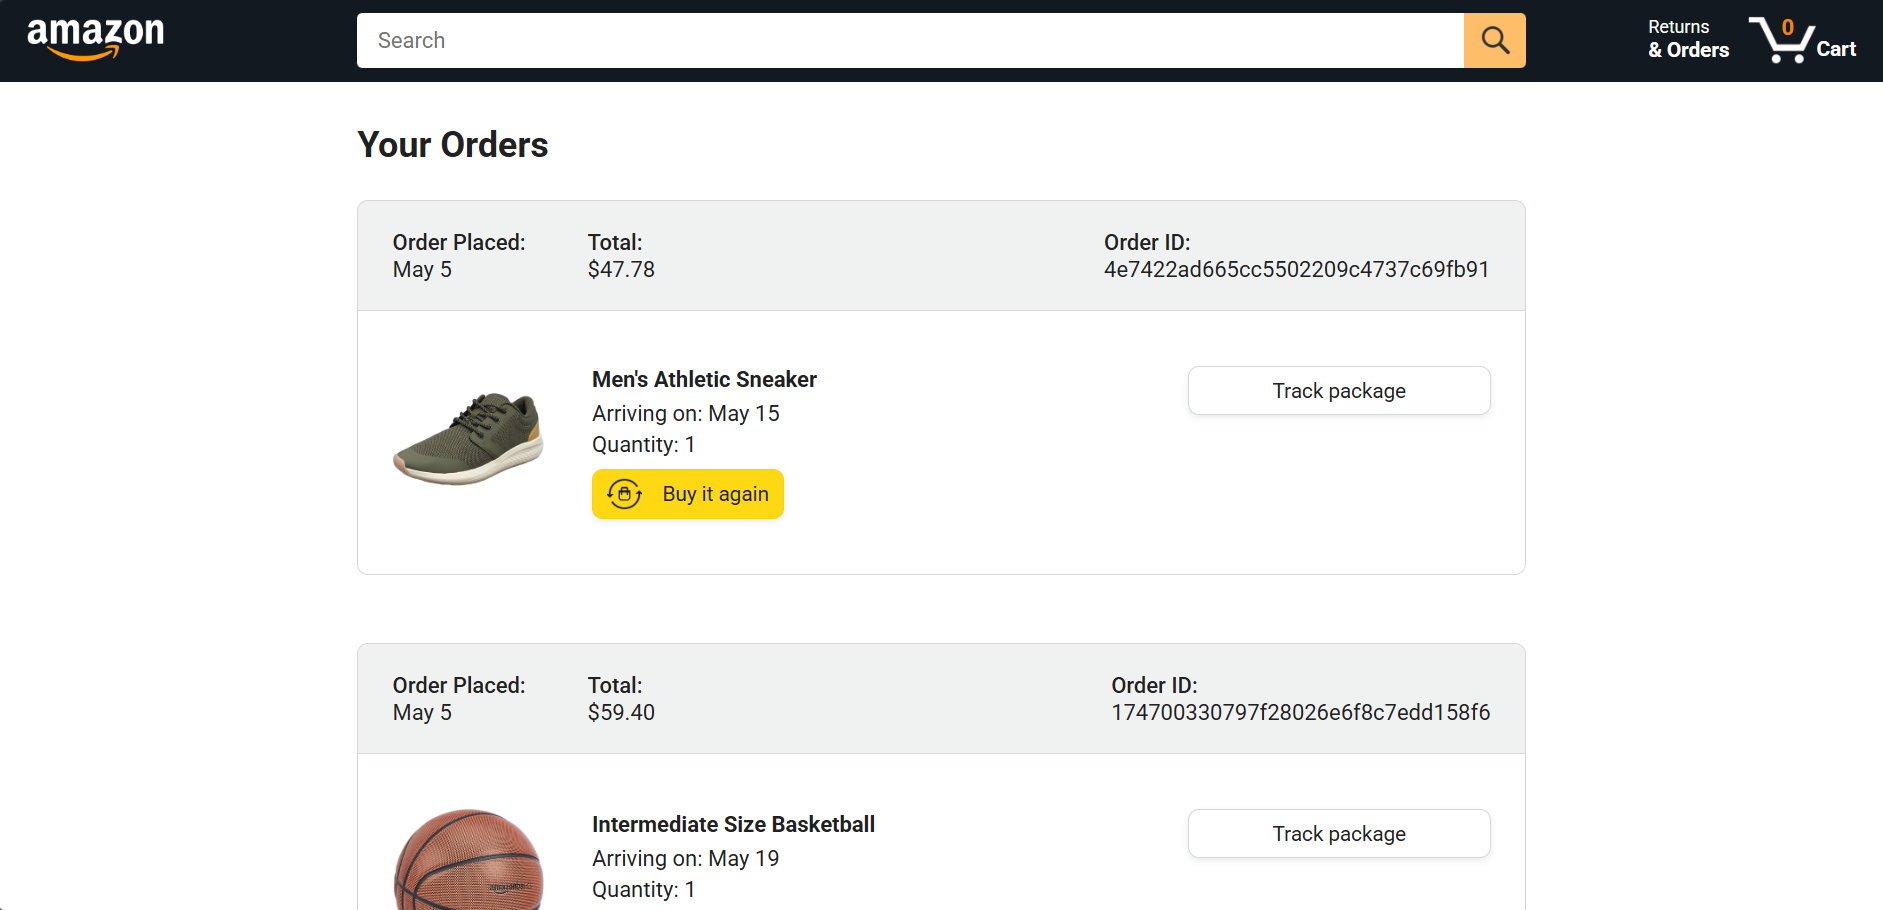 amazon
Search
Returns
& Orders
0
Cart
Your Orders
Order Placed:
May 5
Total:
$47.78
Order ID:
4e7422ad665cc5502209c4737c69fb91
Men's Athletic Sneaker
Arriving on: May 15
Quantity: 1
Buy it again
Track package
Order Placed:
May 5
Total:
$59.40
Order ID:
174700330797f28026e6f8c7edd158f6
Intermediate Size Basketball
Arriving on: May 19
Quantity: 1
Track package